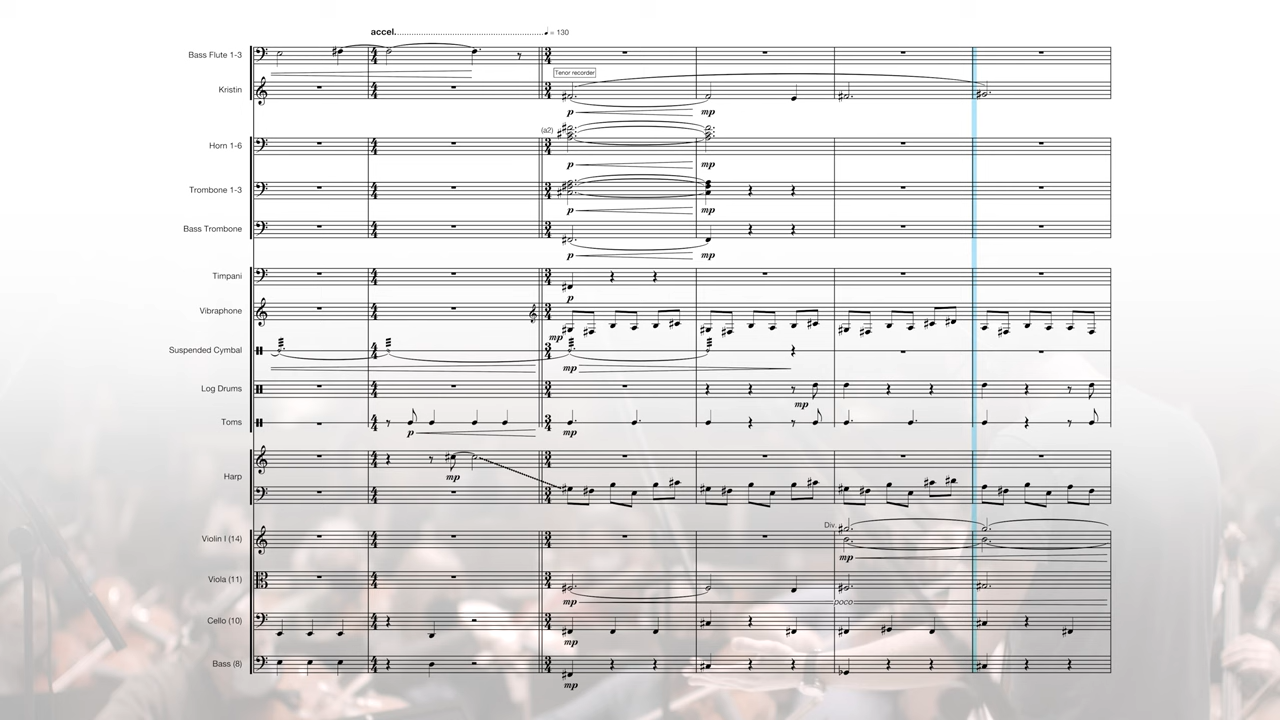 accel.
♩ = 130
Bass Flute 1-3
Tenor recorder
Kristin
p
mp
(a2)
Horn 1-6
p
mp
Trombone 1-3
p
mp
Bass Trombone
p
mp
Timpani
p
Vibraphone
mp
Suspended Cymbal
mp
Log Drums
mp
Toms
p
mp
Harp
mp
Div.
Violin I (14)
mp
Viola (11)
mp
poco
Cello (10)
mp
Bass (8)
mp